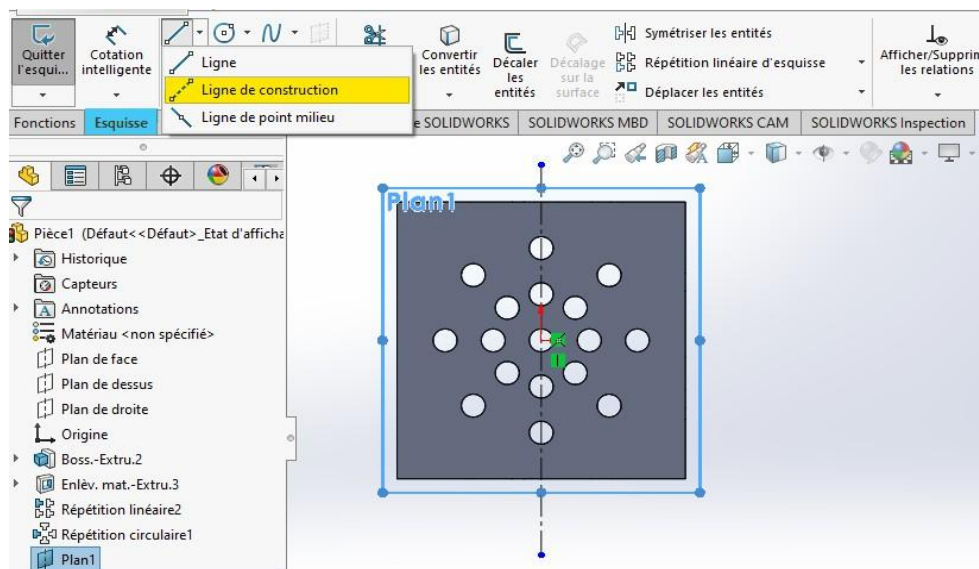 Quitter l'esqui...
Cotation intelligente
Convertir les entités
Décaler les entités
Décalage sur la surface
Symétriser les entités
Répétition linéaire d'esquisse
Déplacer les entités
Afficher/Supprin
les relations
Ligne
Ligne de construction
Ligne de point milieu
Fonctions
Esquisse
e SOLIDWORKS
SOLIDWORKS MBD
SOLIDWORKS CAM
SOLIDWORKS Inspection
Plan1
Pièce1 (Défaut<<Défaut>_Etat d'afficha
Historique
Capteurs
A Annotations
Matériau <non spécifié>
Plan de face
Plan de dessus
Plan de droite
Origine
Boss.-Extru.2
Enlèv. mat.-Extru.3
Répétition linéaire2
Répétition circulaire1
Plan1